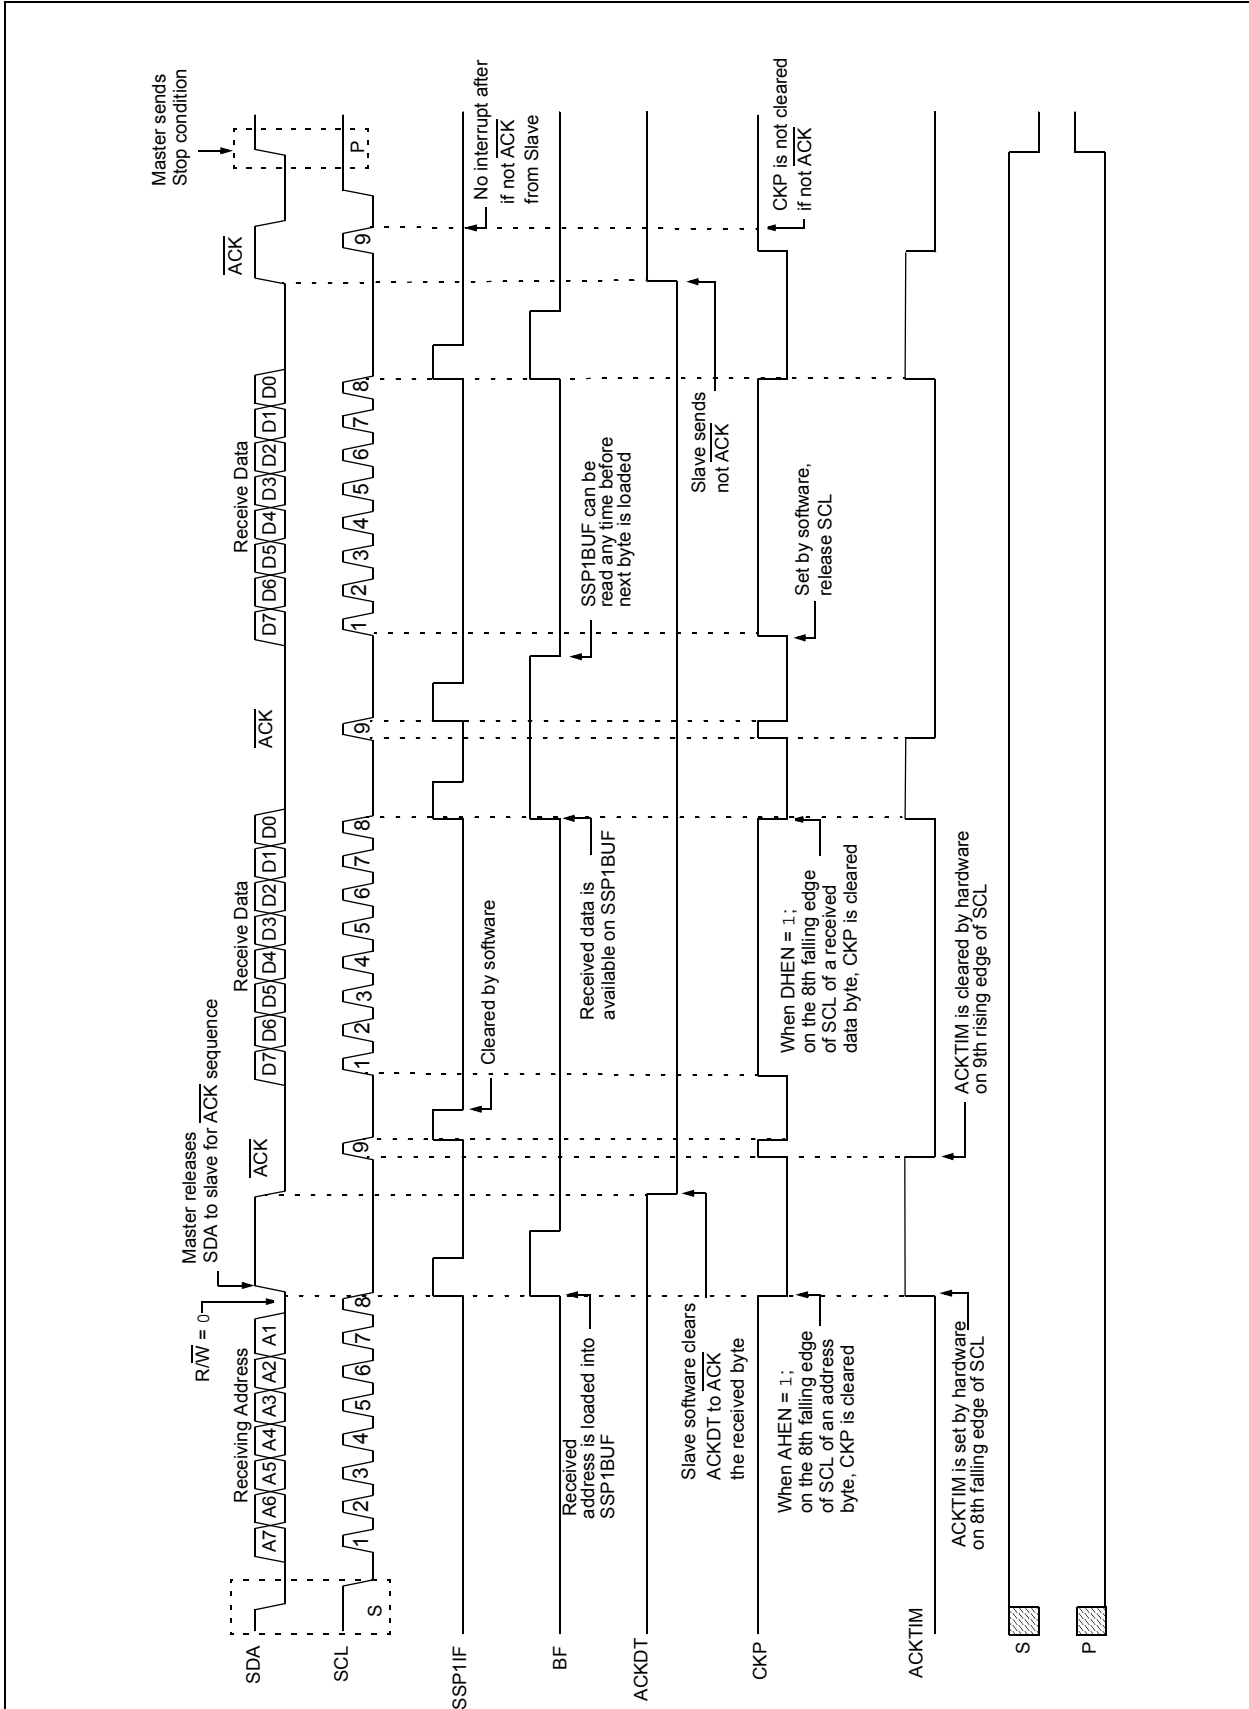 Master sends
Stop condition
Master releases
SDA to slave for ACK sequence
R/W = 0
Receiving Address
ACK
Receive Data
ACK
Receive Data
ACK
SDA
A7 A6 A5 A4 A3 A2 A1
D7 D6 D5 D4 D3 D2 D1 D0
D7 D6 D5 D4 D3 D2 D1 D0
SCL
S
1 2 3 4 5 6 7 8 9
1 2 3 4 5 6 7 8 9
1 2 3 4 5 6 7 8 9
P
SSP1IF
Cleared by software
No interrupt after
if not ACK
from Slave
BF
Received
address is loaded into
SSP1BUF
Received data is
available on SSP1BUF
SSP1BUF can be
read any time before
next byte is loaded
ACKDT
Slave software clears
ACKDT to ACK
the received byte
Slave sends
not ACK
CKP
When AHEN = 1;
on the 8th falling edge
of SCL of an address
byte, CKP is cleared
When DHEN = 1;
on the 8th falling edge
of SCL of a received
data byte, CKP is cleared
Set by software,
release SCL
CKP is not cleared
if not ACK
ACKTIM
ACKTIM is set by hardware
on 8th falling edge of SCL
ACKTIM is cleared by hardware
on 9th rising edge of SCL
S
P